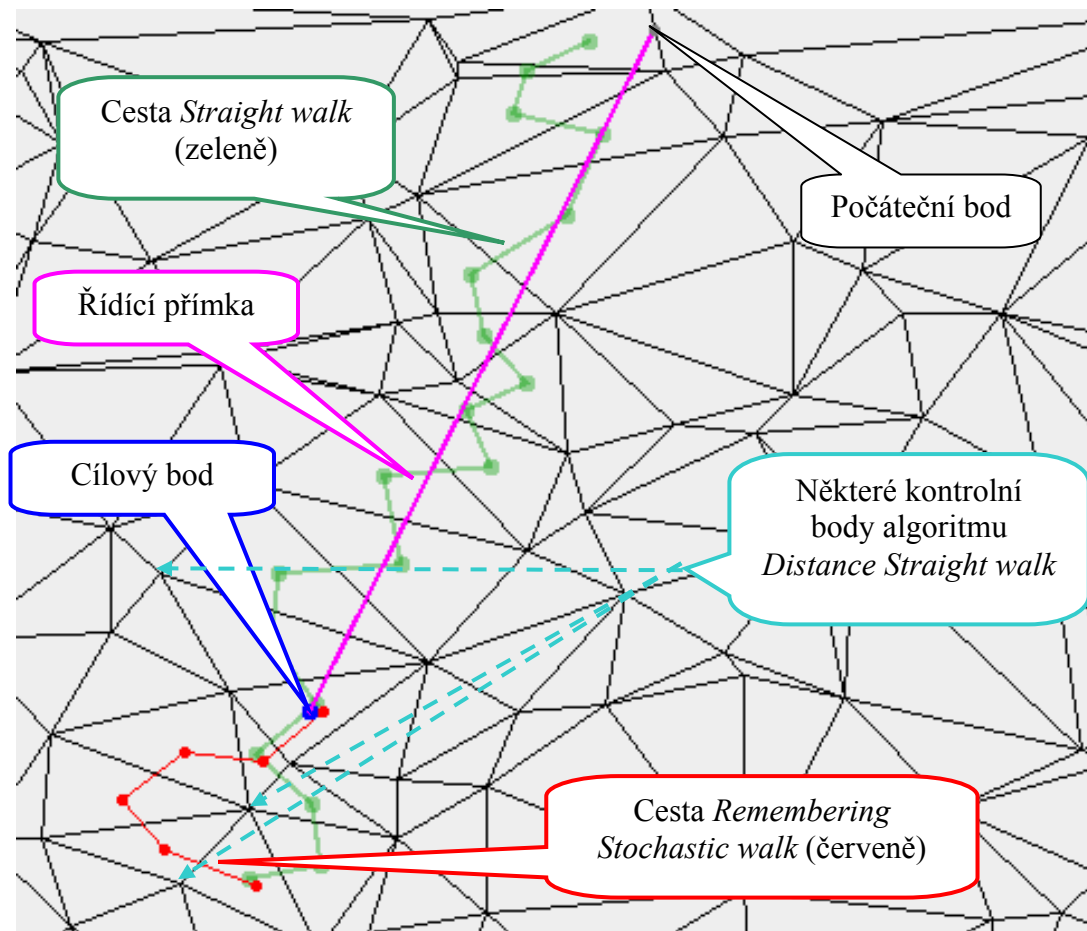 Cesta Straight walk
(zeleně)
Počáteční bod
Řídící přímka
Cílový bod
Některé kontrolní
body algoritmu
Distance Straight walk
Cesta Remembering
Stochastic walk (červeně)